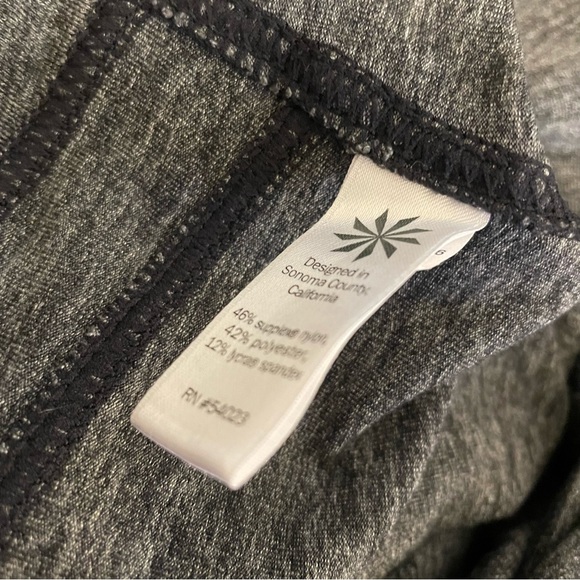 Designed in
Sonoma County,
California
46% supplex nylon,
42% polyester,
12% lycra spandex
RN #54023
6